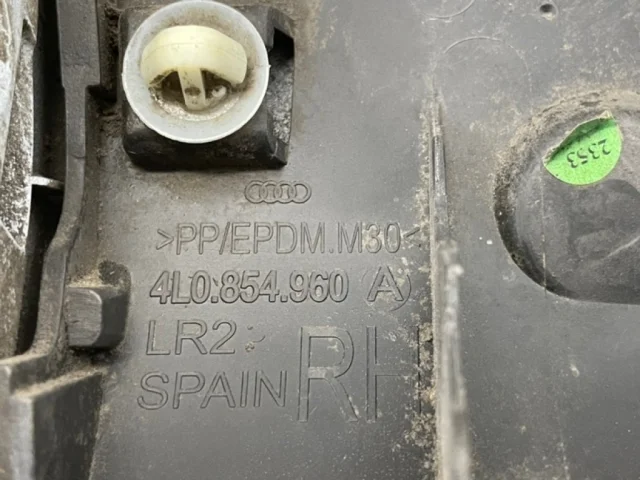 2353
>PP/EPDM.M30<
4L0.854.960 A
LR2
SPAIN RH